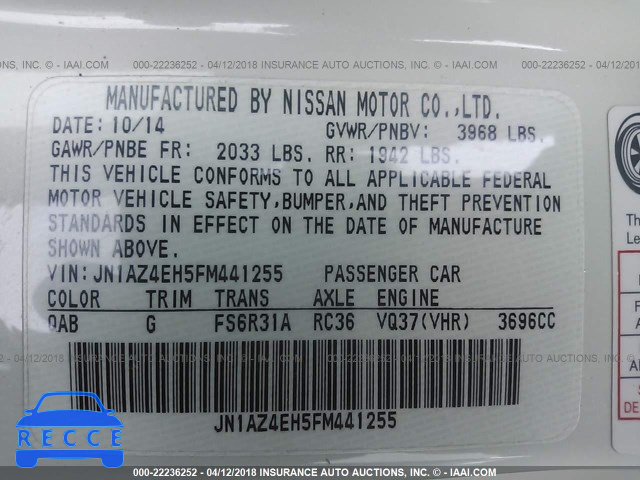 AUCTIONS, INC. - © IAAI.COM 000-22236252 - 04/12/2018 INSURANCE AUTO AUCTIONS, INC. - © IAAI.COM 000-22236252 -
MANUFACTURED BY NISSAN MOTOR CO.,LTD.
DATE: 10/14 GVWR/PNBV: 3968 LBS.
GAWR/PNBE FR: 2033 LBS. RR: 1942 LBS.
THIS VEHICLE CONFORMS TO ALL APPLICABLE FEDERAL
MOTOR VEHICLE SAFETY,BUMPER,AND THEFT PREVENTION
STANDARDS IN EFFECT ON THE DATE OF MANUFACTURE
SHOWN ABOVE.
VIN:JN1AZ4EH5FM441255 PASSENGER CAR
COLOR TRIM TRANS AXLE ENGINE
QAB G FS6R31A RC36 VQ37(VHR) 3696CC
JN1AZ4EH5FM441255
000-22236252 - 04/12/2018 INSURANCE AUTO AUCTIONS, INC. - © IAAI.COM